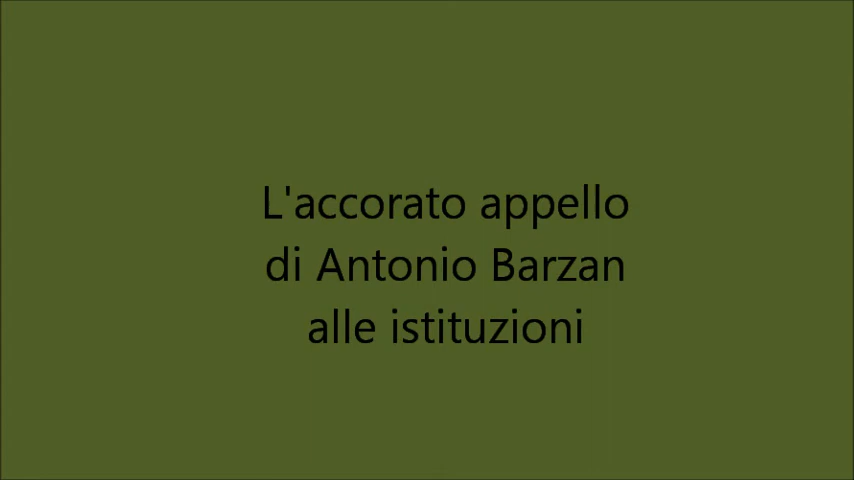 L'accorato appello
di Antonio Barzan
alle istituzioni